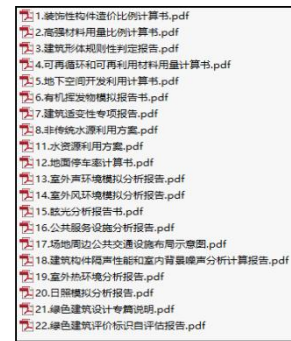 1.装饰性构件造价比例计算书.pdf
2.高强材料用量比例计算书.pdf
3.建筑形体规则性判定报告.pdf
4.可再循环和可再利用材料用量计算书.pdf
5.地下空间开发利用计算书.pdf
6.有机挥发物模拟报告书.pdf
7.建筑适变性专项报告.pdf
8.非传统水源利用方案.pdf
11.水资源利用方案.pdf
12.地面停车率计算书.pdf
13.室外声环境模拟分析报告.pdf
14.室外风环境模拟分析报告.pdf
15.眩光分析报告书.pdf
16.公共服务设施分析报告.pdf
17.场地周边公共交通设施布局示意图.pdf
18.建筑构件隔声性能和室内背景噪声分析计算报告.pdf
19.室外热环境分析报告.pdf
20.日照模拟分析报告.pdf
21.绿色建筑设计专篇说明.pdf
22.绿色建筑评价标识自评估报告.pdf